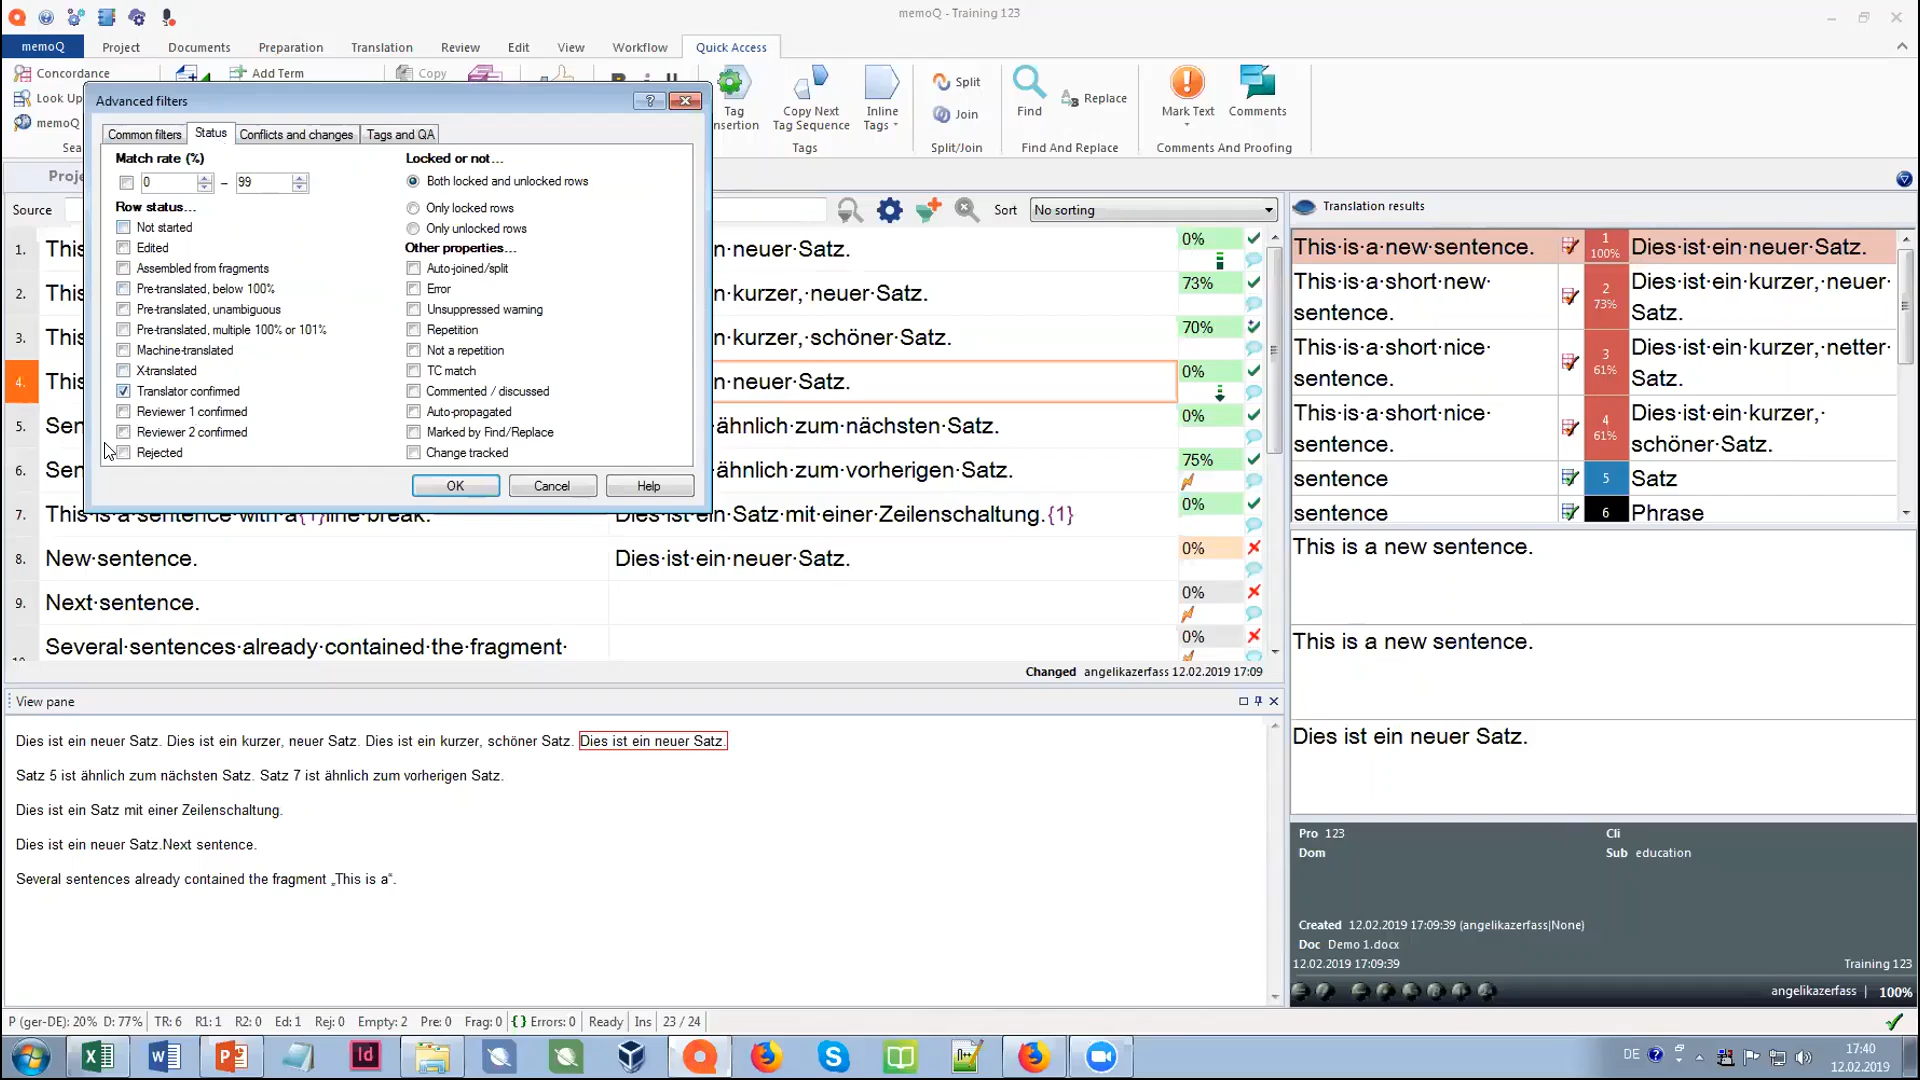 memoQ - Training 123
memoQ Project Documents Preparation Translation Review Edit View Workflow Quick Access
Concordance
Look Up
memoQ
Add Term
Copy
Tag
Copy Next
Tag Sequence
Inline
Tags
Tags
Split
Join
Split/Join
Find
Replace
Find And Replace
Mark Text
Comments
Comments And Proofing
Advanced filters
Common filters Status Conflicts and changes Tags and QA
Match rate (%)
0 – 99
Row status...
Not started
Edited
Assembled from fragments
Pre-translated, below 100%
Pre-translated, unambiguous
Pre-translated, multiple 100% or 101%
Machine-translated
X-translated
Translator confirmed
Reviewer 1 confirmed
Reviewer 2 confirmed
Rejected
Locked or not...
Both locked and unlocked rows
Only locked rows
Only unlocked rows
Other properties...
Auto-joined/split
Error
Unsuppressed warning
Repetition
Not a repetition
TC match
Commented / discussed
Auto-propagated
Marked by Find/Replace
Change tracked
OK Cancel Help
Source
Sort No sorting
1. This n·neuer·Satz. 0%
2. This n·kurzer,·neuer·Satz. 73%
3. This n·kurzer,·schöner·Satz. 70%
4. This n·neuer·Satz. 0%
5. Sen ·ähnlich·zum·nächsten·Satz. 0%
6. Sen ·ähnlich·zum·vorherigen·Satz. 75%
7. This·is·a·sentence·with·a{1}line·break. Dies·ist·ein·Satz·mit·einer·Zeilenschaltung.{1} 0%
8. New·sentence. Dies·ist·ein·neuer·Satz. 0%
9. Next·sentence. 0%
Several·sentences·already·contained·the·fragment· 0%
Changed angelikazerfass 12.02.2019 17:09
View pane
Dies ist ein neuer Satz. Dies ist ein kurzer, neuer Satz. Dies ist ein kurzer, schöner Satz. Dies ist ein neuer Satz.
Satz 5 ist ähnlich zum nächsten Satz. Satz 7 ist ähnlich zum vorherigen Satz.
Dies ist ein Satz mit einer Zeilenschaltung.
Dies ist ein neuer Satz.Next sentence.
Several sentences already contained the fragment „This is a“.
Translation results
This·is·a·new·sentence. 1 100% Dies·ist·ein·neuer·Satz.
This·is·a·short·new· 2 73% Dies·ist·ein·kurzer,·neuer·
sentence. Satz.
This·is·a·short·nice· 3 61% Dies·ist·ein·kurzer,·netter·
sentence. Satz.
This·is·a·short·nice· 4 61% Dies·ist·ein·kurzer,·
sentence. schöner·Satz.
sentence 5 Satz
sentence 6 Phrase
This is a new sentence.
This is a new sentence.
Dies ist ein neuer Satz.
Pro 123 Cli
Dom Sub education
Created 12.02.2019 17:09:39 (angelikazerfass|None)
Doc Demo 1.docx
12.02.2019 17:09:39 Training 123
angelikazerfass | 100%
P (ger-DE): 20% D: 77% TR: 6 R1: 1 R2: 0 Ed: 1 Rej: 0 Empty: 2 Pre: 0 Frag: 0 {} Errors: 0 Ready Ins 23 / 24
DE 17:40
12.02.2019